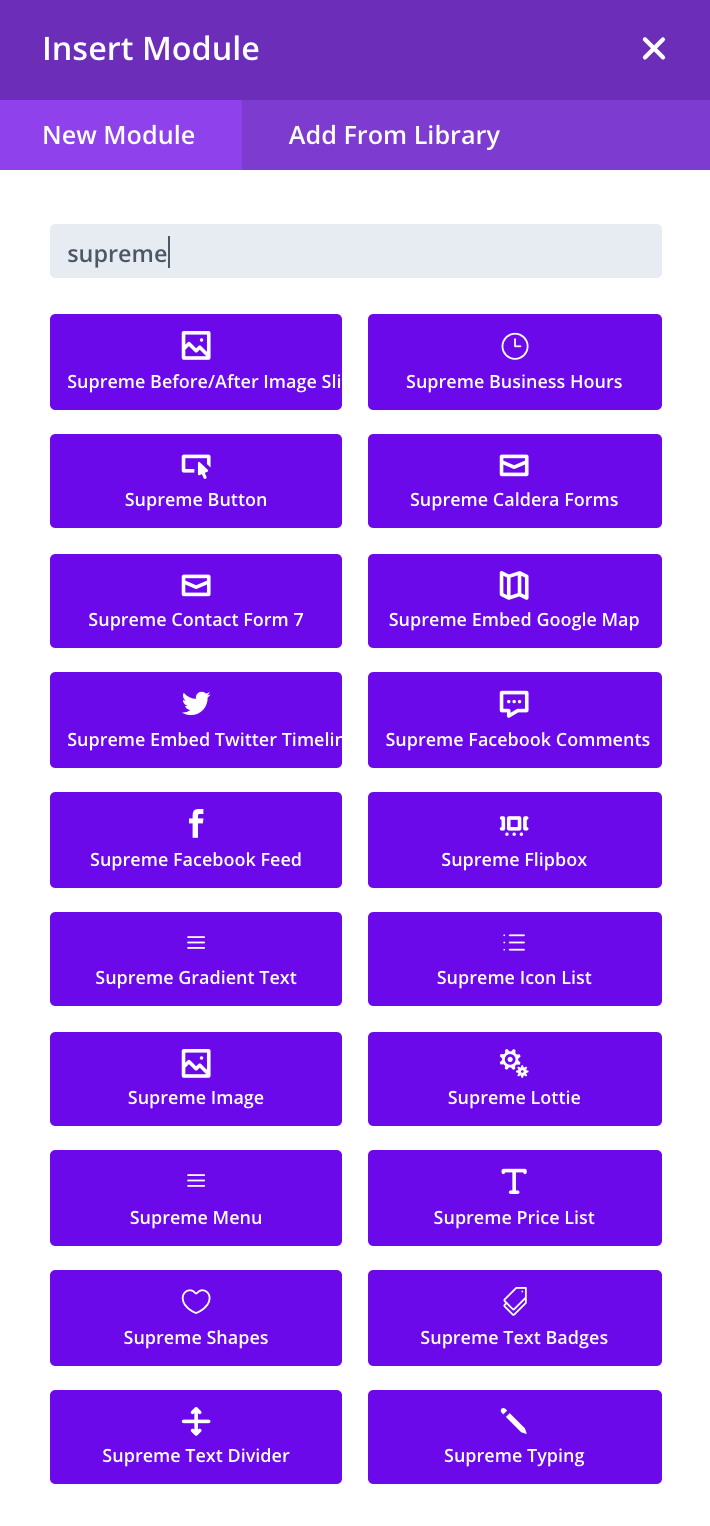 Insert Module
New Module
Add From Library
supreme
Supreme Before/After Image Sli
Supreme Business Hours
Supreme Button
Supreme Caldera Forms
Supreme Contact Form 7
Supreme Embed Google Map
Supreme Embed Twitter Timelin
Supreme Facebook Comments
Supreme Facebook Feed
Supreme Flipbox
Supreme Gradient Text
Supreme Icon List
Supreme Image
Supreme Lottie
Supreme Menu
Supreme Price List
Supreme Shapes
Supreme Text Badges
Supreme Text Divider
Supreme Typing